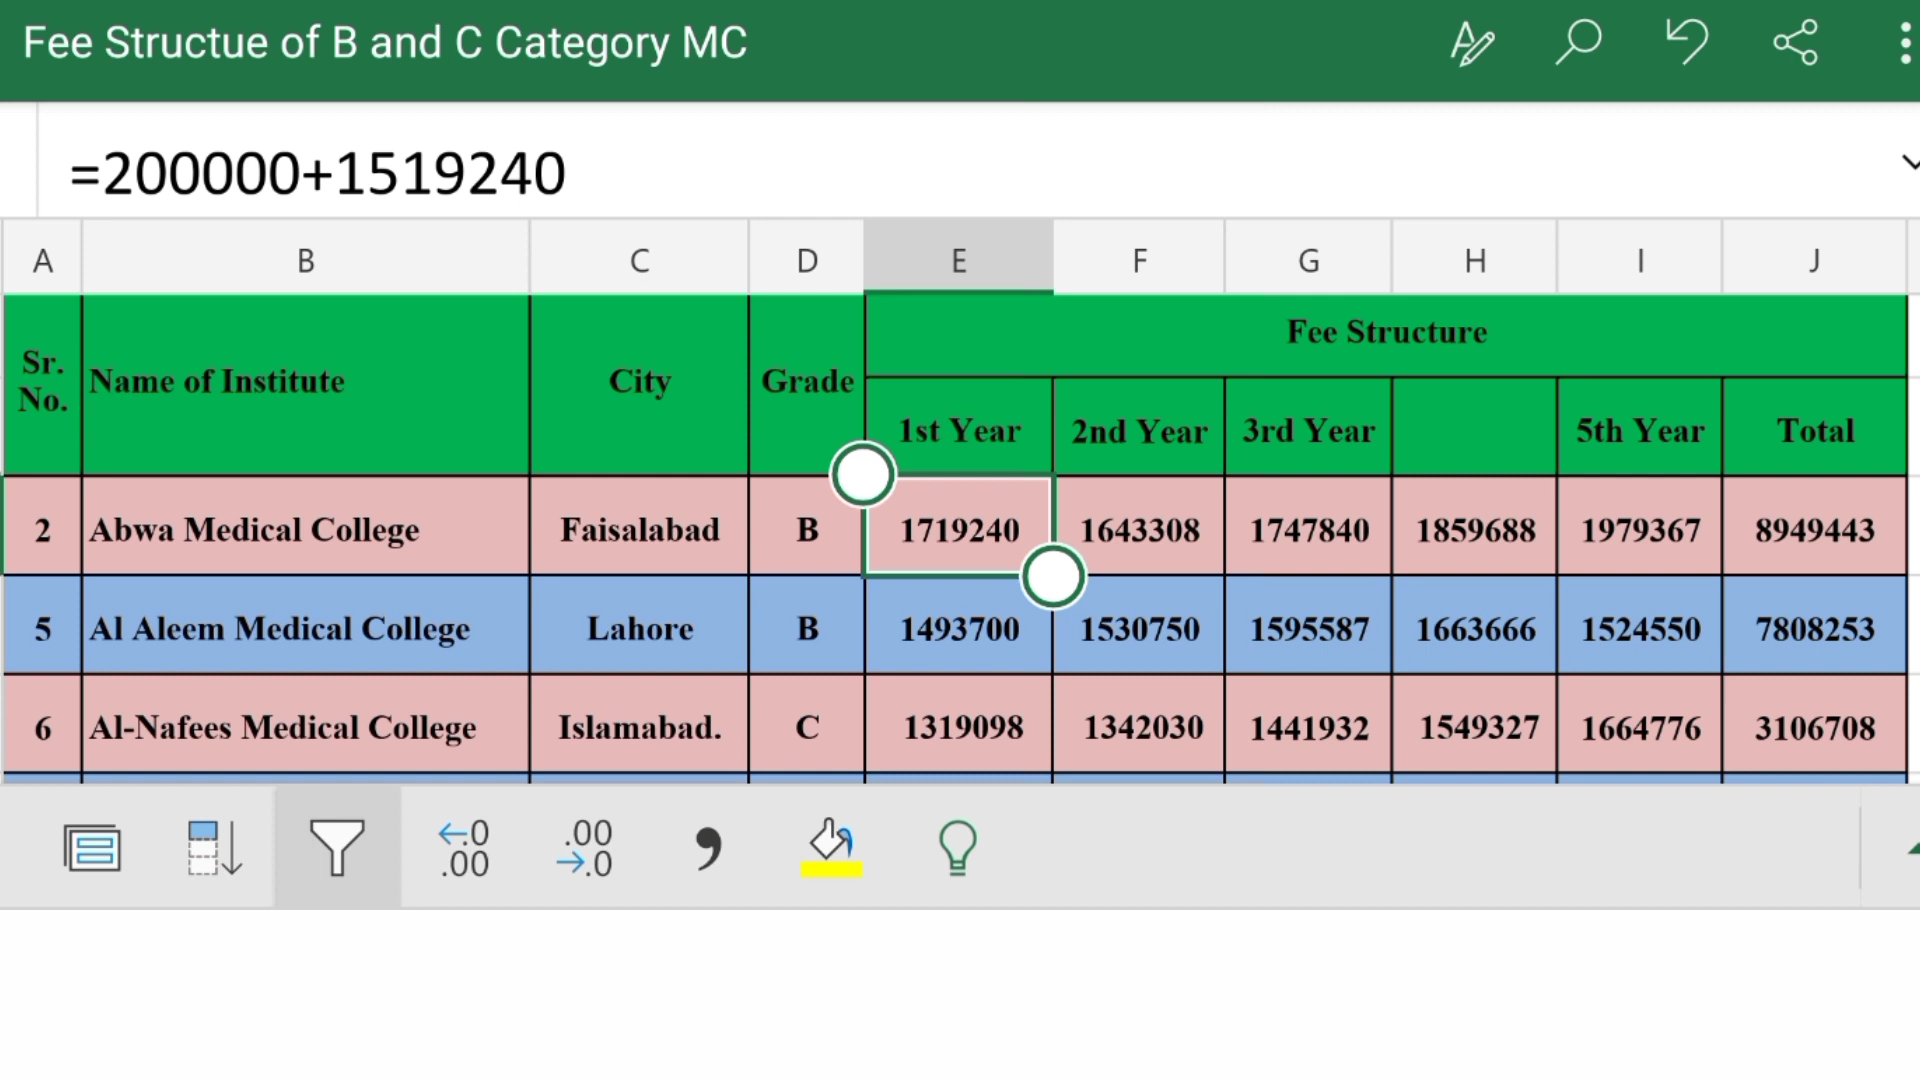 Fee Structue of B and C Category MC
=200000+1519240
A B C D E F G H I J
Sr. No. Name of Institute City Grade Fee Structure
1st Year 2nd Year 3rd Year 5th Year Total
2 Abwa Medical College Faisalabad B 1719240 1643308 1747840 1859688 1979367 8949443
5 Al Aleem Medical College Lahore B 1493700 1530750 1595587 1663666 1524550 7808253
6 Al-Nafees Medical College Islamabad. C 1319098 1342030 1441932 1549327 1664776 3106708
.0 .00 .00 .0 ,